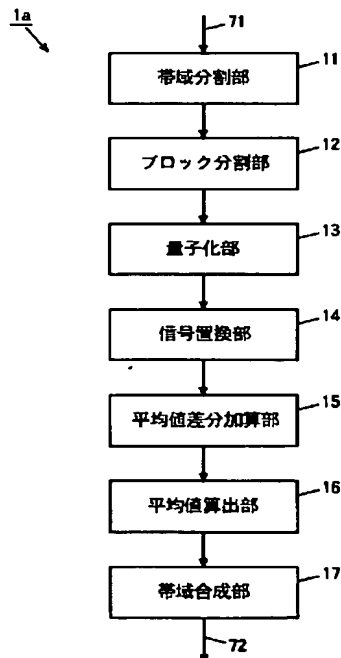 1a
71
帯域分割部
11
ブロック分割部
12
量子化部
13
信号置換部
14
平均値差分加算部
15
平均値算出部
16
帯域合成部
17
72